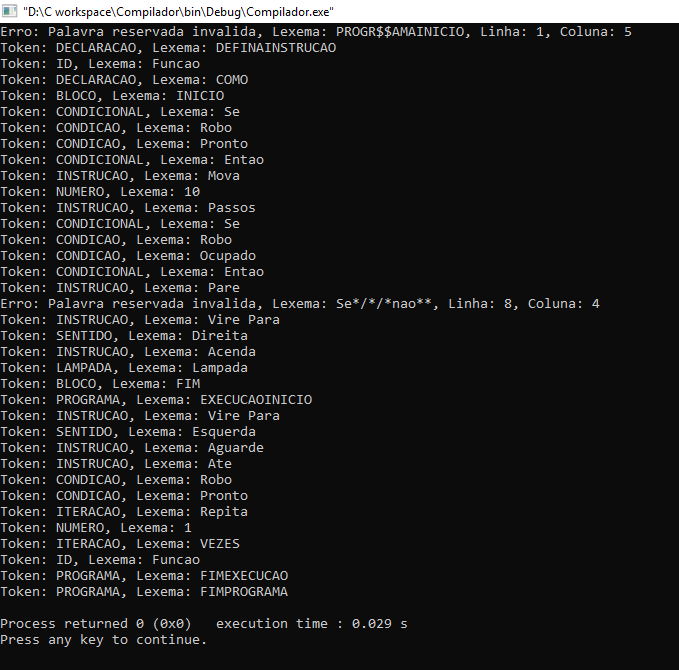 "D:\C workspace\Compilador\bin\Debug\Compilador.exe"
Erro: Palavra reservada invalida, Lexema: PROGR$$AMAINICIO, Linha: 1, Coluna: 5
Token: DECLARACAO, Lexema: DEFINAINSTRUCAO
Token: ID, Lexema: Funcao
Token: DECLARACAO, Lexema: COMO
Token: BLOCO, Lexema: INICIO
Token: CONDICIONAL, Lexema: Se
Token: CONDICAO, Lexema: Robo
Token: CONDICAO, Lexema: Pronto
Token: CONDICIONAL, Lexema: Entao
Token: INSTRUCAO, Lexema: Mova
Token: NUMERO, Lexema: 10
Token: INSTRUCAO, Lexema: Passos
Token: CONDICIONAL, Lexema: Se
Token: CONDICAO, Lexema: Robo
Token: CONDICAO, Lexema: Ocupado
Token: CONDICIONAL, Lexema: Entao
Token: INSTRUCAO, Lexema: Pare
Erro: Palavra reservada invalida, Lexema: Se*/*/*nao**, Linha: 8, Coluna: 4
Token: INSTRUCAO, Lexema: Vire Para
Token: SENTIDO, Lexema: Direita
Token: INSTRUCAO, Lexema: Acenda
Token: LAMPADA, Lexema: Lampada
Token: BLOCO, Lexema: FIM
Token: PROGRAMA, Lexema: EXECUCAOINICIO
Token: INSTRUCAO, Lexema: Vire Para
Token: SENTIDO, Lexema: Esquerda
Token: INSTRUCAO, Lexema: Aguarde
Token: INSTRUCAO, Lexema: Ate
Token: CONDICAO, Lexema: Robo
Token: CONDICAO, Lexema: Pronto
Token: ITERACAO, Lexema: Repita
Token: NUMERO, Lexema: 1
Token: ITERACAO, Lexema: VEZES
Token: ID, Lexema: Funcao
Token: PROGRAMA, Lexema: FIMEXECUCAO
Token: PROGRAMA, Lexema: FIMPROGRAMA
Process returned 0 (0x0)   execution time : 0.029 s
Press any key to continue.